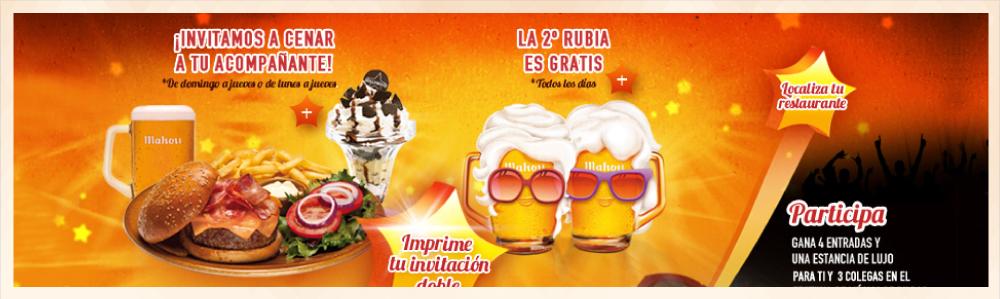 ¡INVITAMOS A CENAR
A TU ACOMPAÑANTE!
*De domingo a jueves o de lunes a jueves
+
LA 2º RUBIA
ES GRATIS
*Todos los días
+
Localiza tu
restaurante
Mahou
Mahou
Mahou
Imprime
tu invitación
doble
Participa
GANA 4 ENTRADAS Y
UNA ESTANCIA DE LUJO
PARA TI Y 3 COLEGAS EN EL